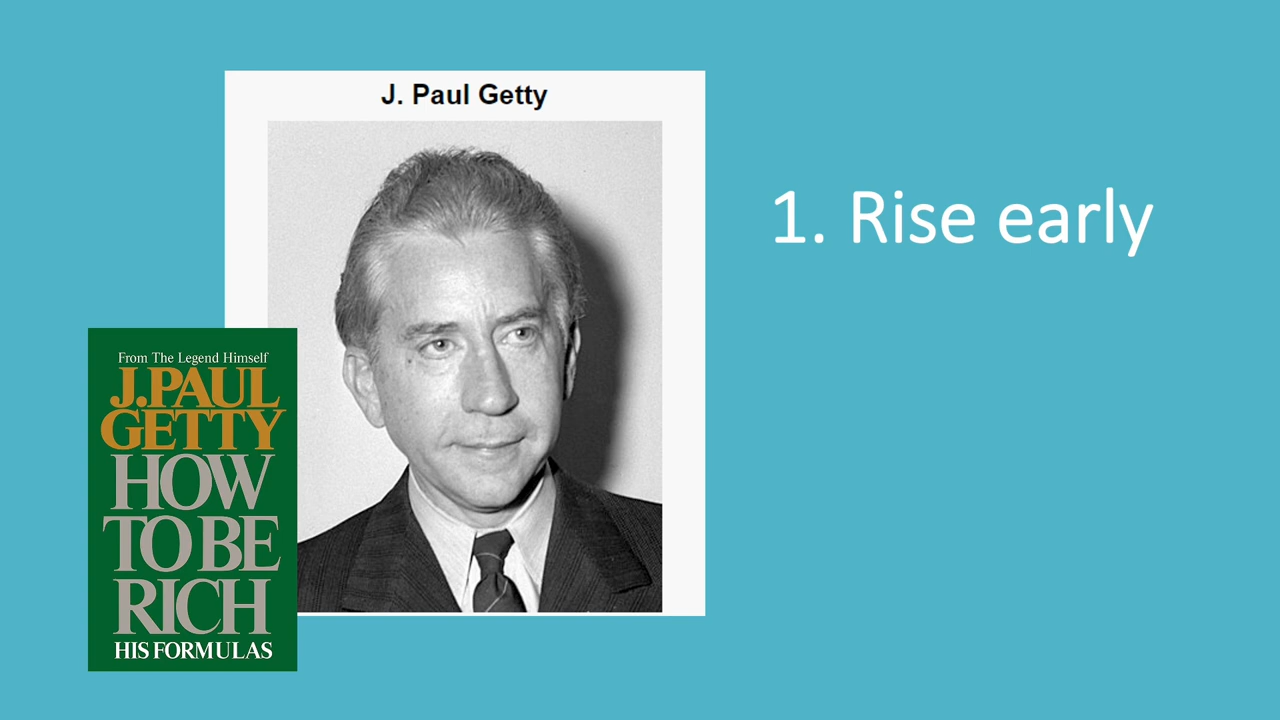 J. Paul Getty
1. Rise early
From The Legend Himself
J. PAUL
GETTY
HOW
TO BE
RICH
HIS FORMULAS